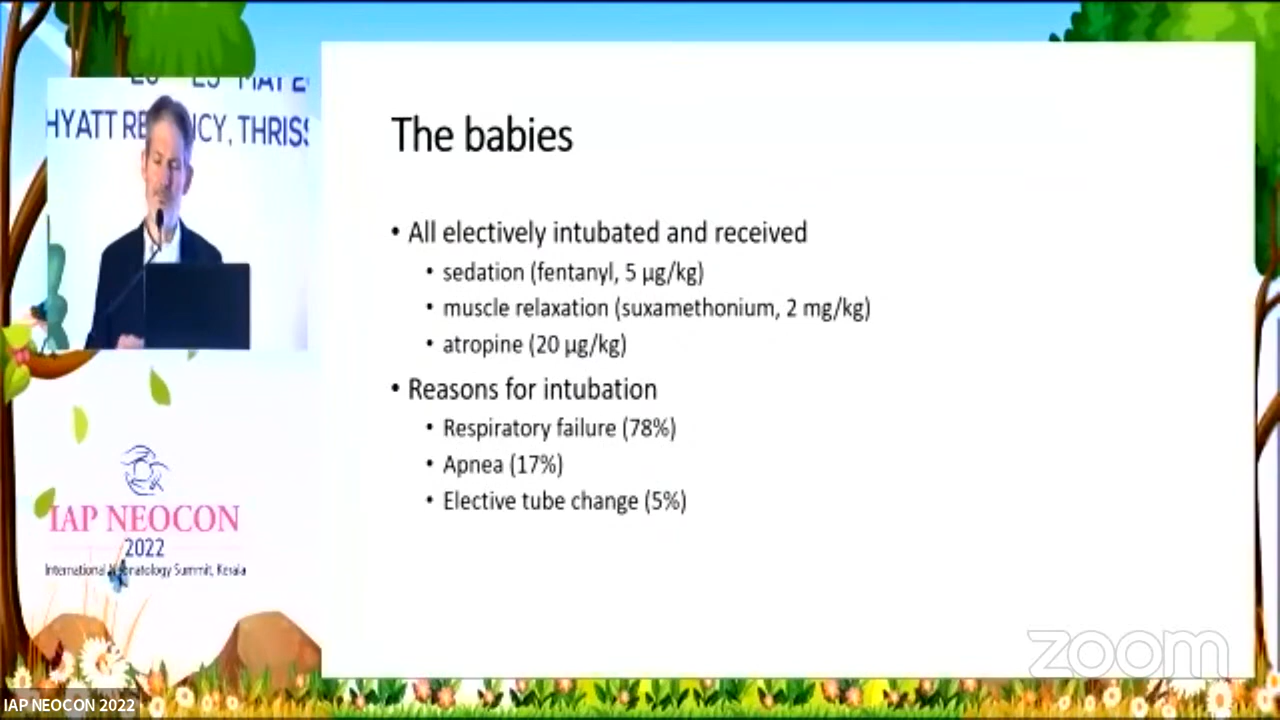 HYATT RE NCY, THRISS
The babies
• All electively intubated and received
• sedation (fentanyl, 5 µg/kg)
• muscle relaxation (suxamethonium, 2 mg/kg)
• atropine (20 µg/kg)
• Reasons for intubation
• Respiratory failure (78%)
• Apnea (17%)
• Elective tube change (5%)
IAP NEOCON
2022
International Neonatology Summit, Kerala
zoom
IAP NEOCON 2022